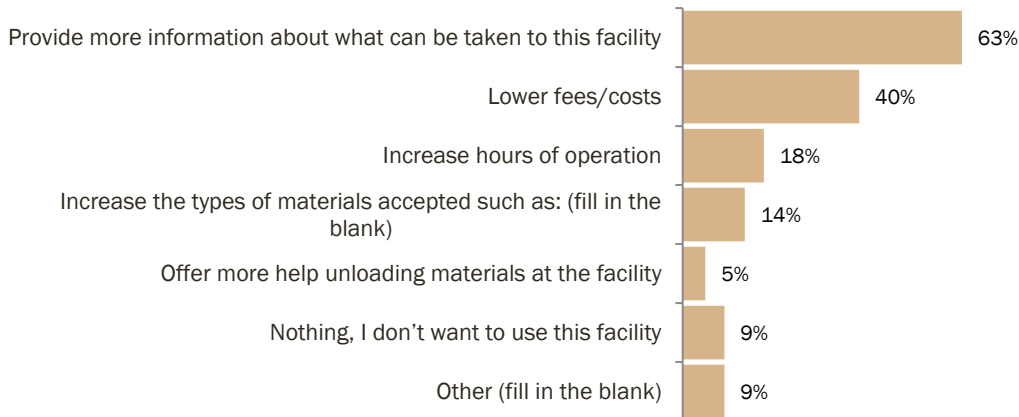 Provide more information about what can be taken to this facility 63%
Lower fees/costs 40%
Increase hours of operation 18%
Increase the types of materials accepted such as: (fill in the
blank) 14%
Offer more help unloading materials at the facility 5%
Nothing, I don’t want to use this facility 9%
Other (fill in the blank) 9%